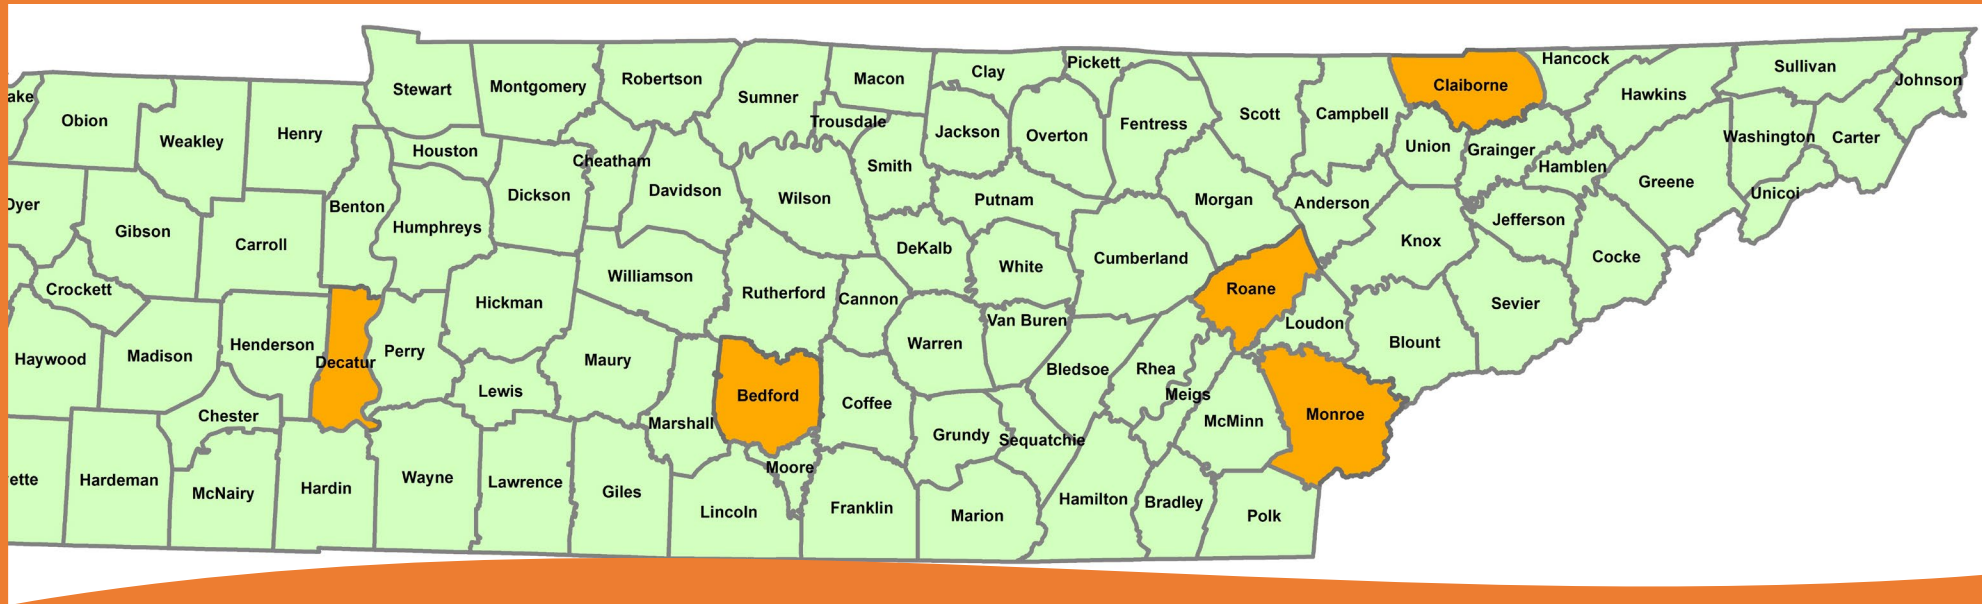 Stewart
Montgomery
Robertson
Sumner
Macon
Clay
Pickett
Hancock
Sullivan
Johnson
Claiborne
Hawkins
ake
Obion
Weakley
Henry
Houston
Cheatham
Trousdale
Jackson
Overton
Fentress
Scott
Campbell
Union
Grainger
Hamblen
Washington
Carter
Dyer
Gibson
Carroll
Benton
Humphreys
Dickson
Davidson
Wilson
Smith
Putnam
Morgan
Anderson
Knox
Jefferson
Greene
Unicoi
Crockett
Hickman
Williamson
Rutherford
Cannon
DeKalb
White
Cumberland
Roane
Loudon
Sevier
Cocke
Haywood
Madison
Henderson
Decatur
Perry
Lewis
Maury
Bedford
Coffee
Warren
Van Buren
Bledsoe
Rhea
Meigs
McMinn
Monroe
Blount
Chester
Marshall
Moore
Grundy
Sequatchie
ette
Hardeman
McNairy
Hardin
Wayne
Lawrence
Giles
Lincoln
Franklin
Marion
Hamilton
Bradley
Polk